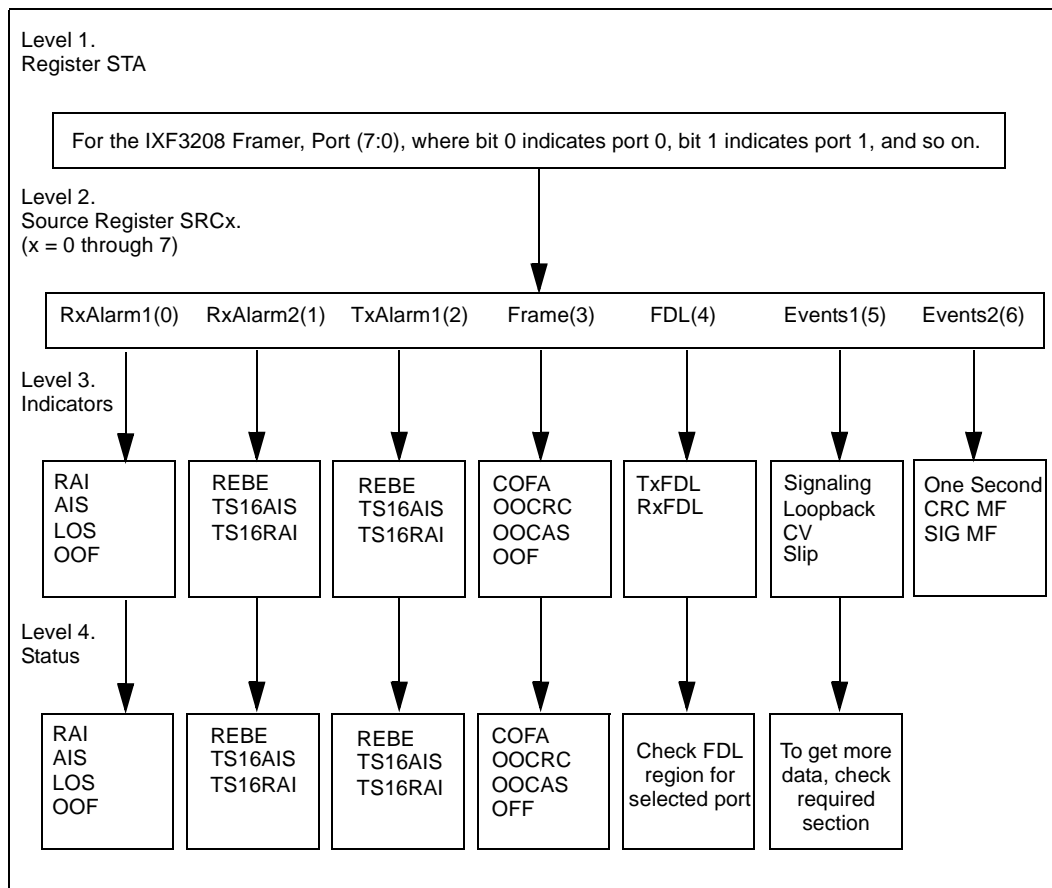 Level 1.
Register STA
For the IXF3208 Framer, Port (7:0), where bit 0 indicates port 0, bit 1 indicates port 1, and so on.
Level 2.
Source Register SRCx.
(x = 0 through 7)
RxAlarm1(0) RxAlarm2(1) TxAlarm1(2) Frame(3) FDL(4) Events1(5) Events2(6)
Level 3.
Indicators
RAI
AIS
LOS
OOF
REBE
TS16AIS
TS16RAI
REBE
TS16AIS
TS16RAI
COFA
OOCRC
OOCAS
OOF
TxFDL
RxFDL
Signaling
Loopback
CV
Slip
One Second
CRC MF
SIG MF
Level 4.
Status
RAI
AIS
LOS
OOF
REBE
TS16AIS
TS16RAI
REBE
TS16AIS
TS16RAI
COFA
OOCRC
OOCAS
OFF
Check FDL
region for
selected port
To get more
data, check
required
section